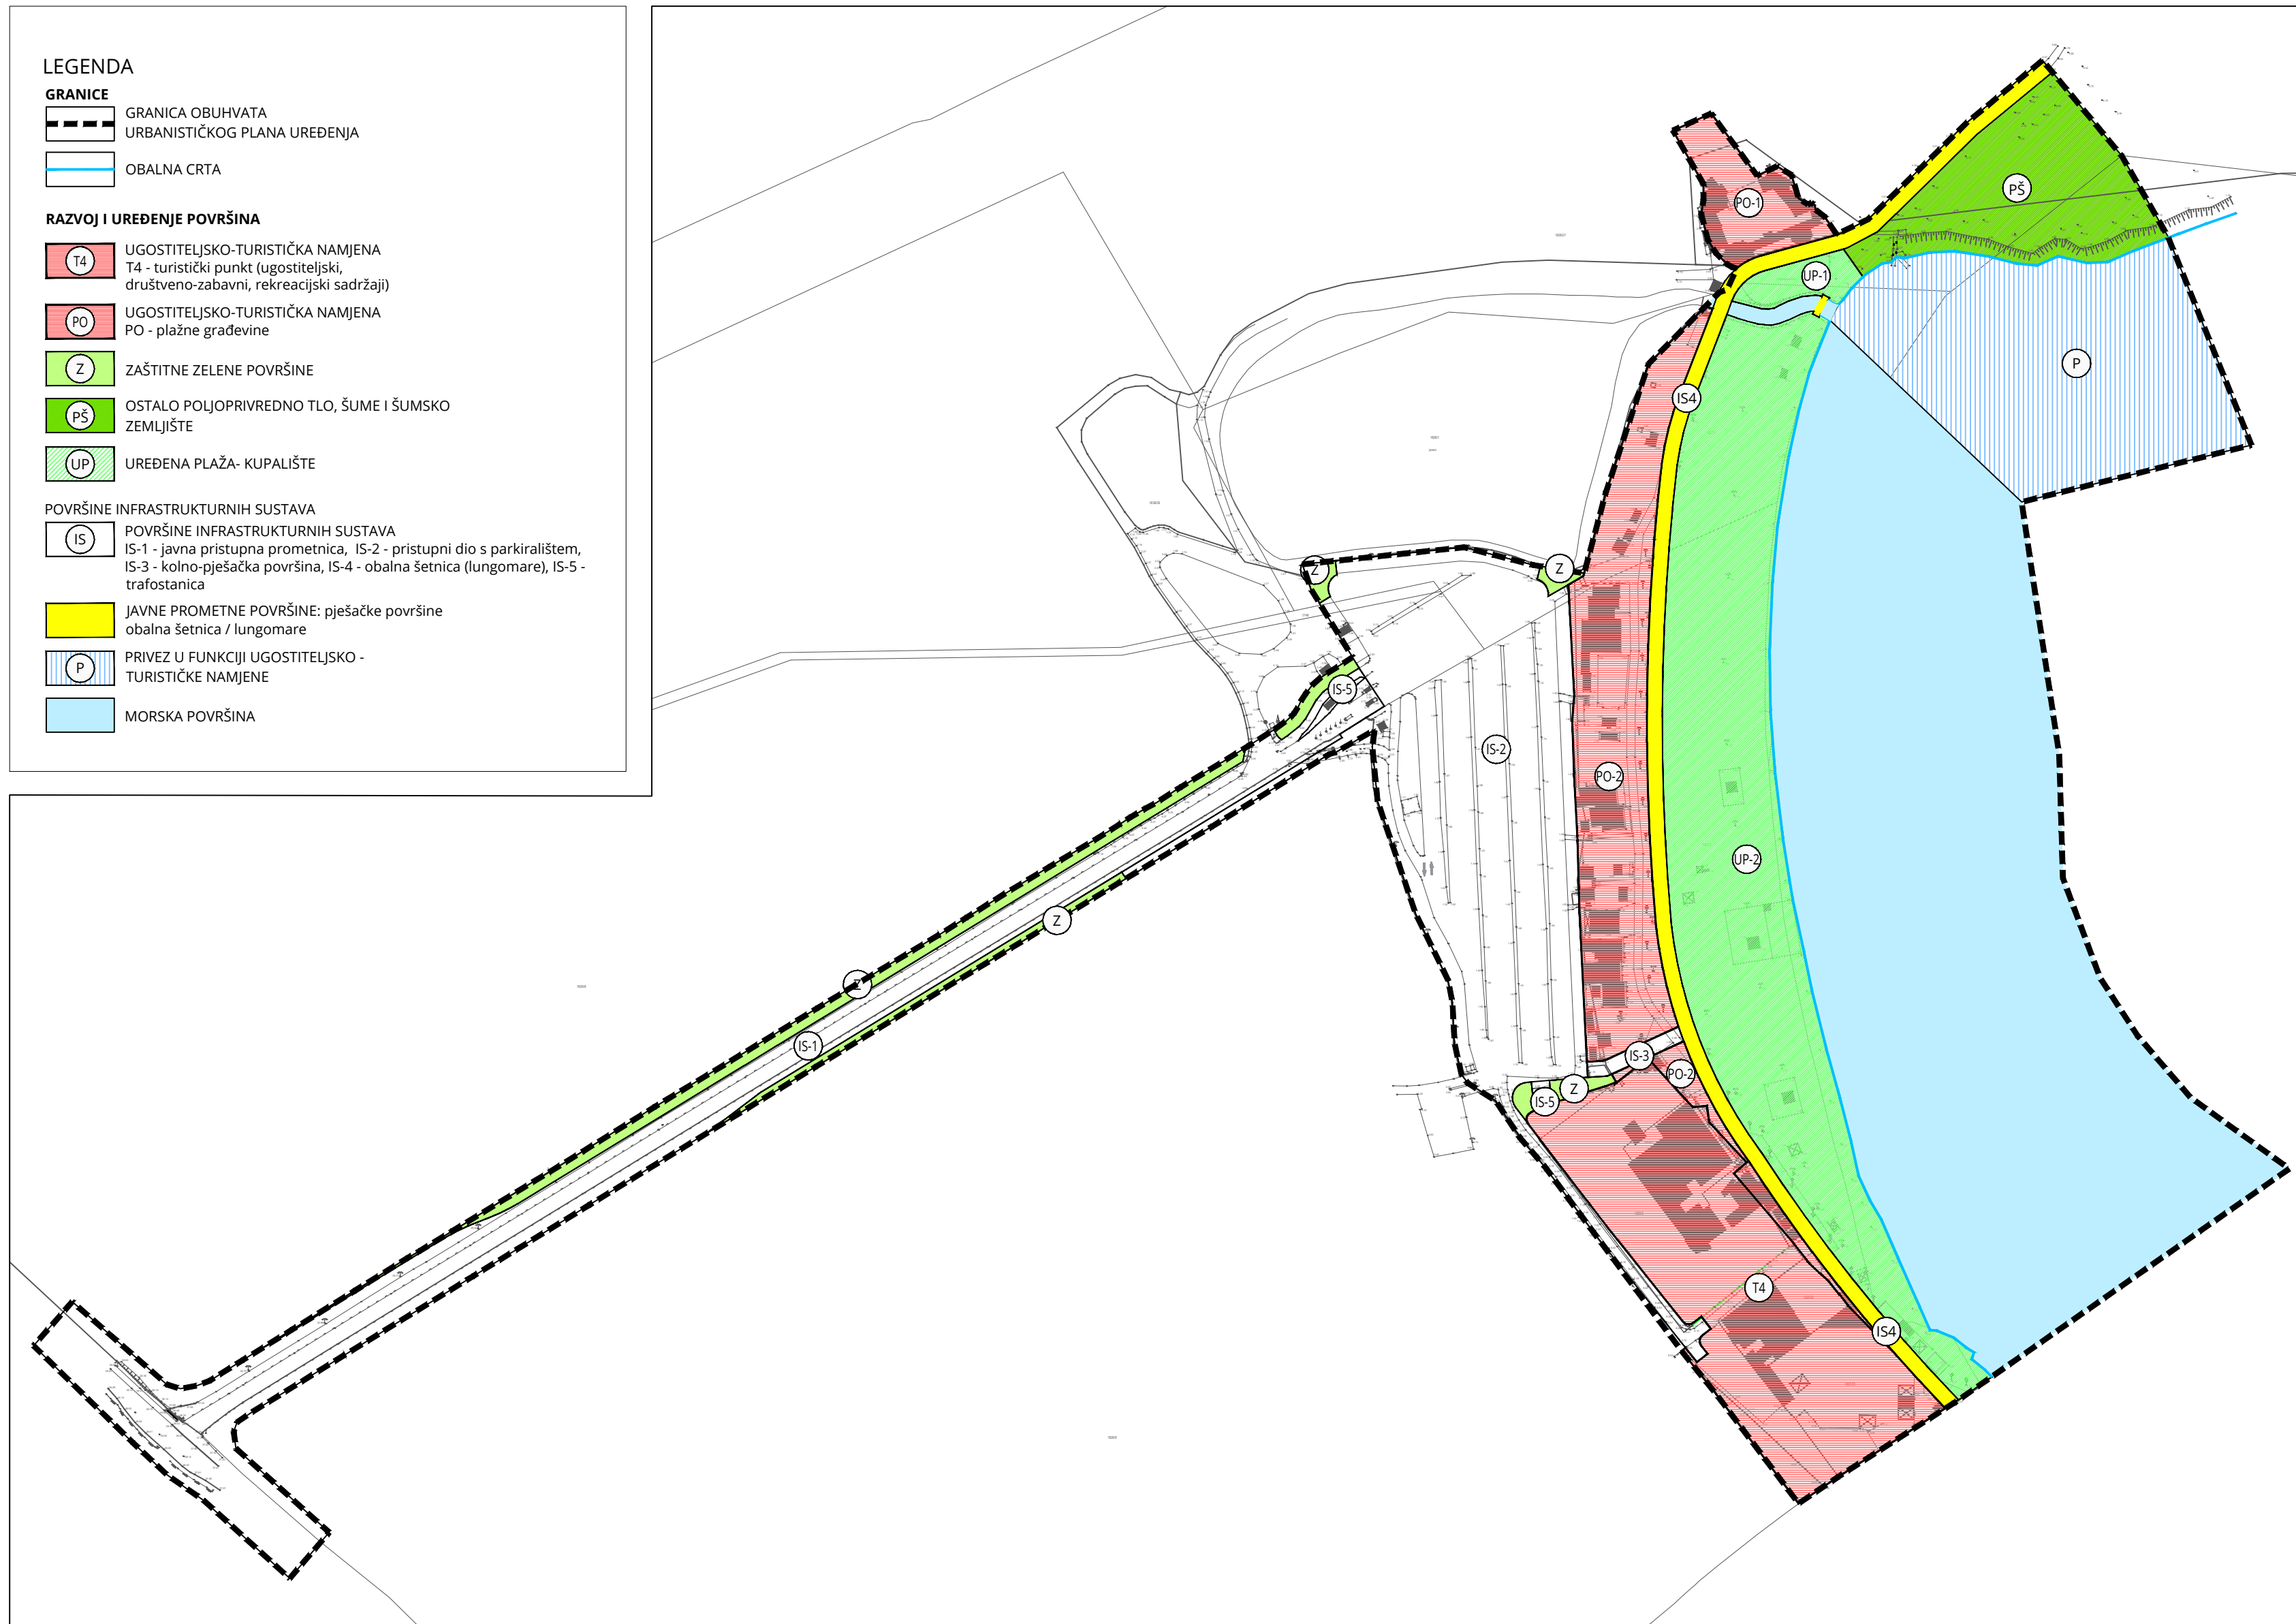 LEGENDA
GRANICE
GRANICA OBUHVATA
URBANISTIČKOG PLANA UREĐENJA
OBALNA CRTA
RAZVOJ I UREĐENJE POVRŠINA
T4
UGOSTITELJSKO-TURISTIČKA NAMJENA
T4 - turistički punkt (ugostiteljski,
društveno-zabavni, rekreacijski sadržaji)
PO
UGOSTITELJSKO-TURISTIČKA NAMJENA
PO - plažne građevine
Z
ZAŠTITNE ZELENE POVRŠINE
PŠ
OSTALO POLJOPRIVREDNO TLO, ŠUME I ŠUMSKO
ZEMLJIŠTE
UP
UREĐENA PLAŽA- KUPALIŠTE
POVRŠINE INFRASTRUKTURNIH SUSTAVA
IS
POVRŠINE INFRASTRUKTURNIH SUSTAVA
IS-1 - javna pristupna prometnica, IS-2 - pristupni dio s parkiralištem,
IS-3 - kolno-pješačka površina, IS-4 - obalna šetnica (lungomare), IS-5 -
trafostanica
JAVNE PROMETNE POVRŠINE: pješačke površine
obalna šetnica / lungomare
P
PRIVEZ U FUNKCIJI UGOSTITELJSKO -
TURISTIČKE NAMJENE
MORSKA POVRŠINA
PŠ
PO-1
UP-1
P
IS4
Z
Z
IS-5
IS-2
PO-2
UP-2
Z
Z
IS-1
IS-3
PO-2
Z
IS-5
T4
IS4